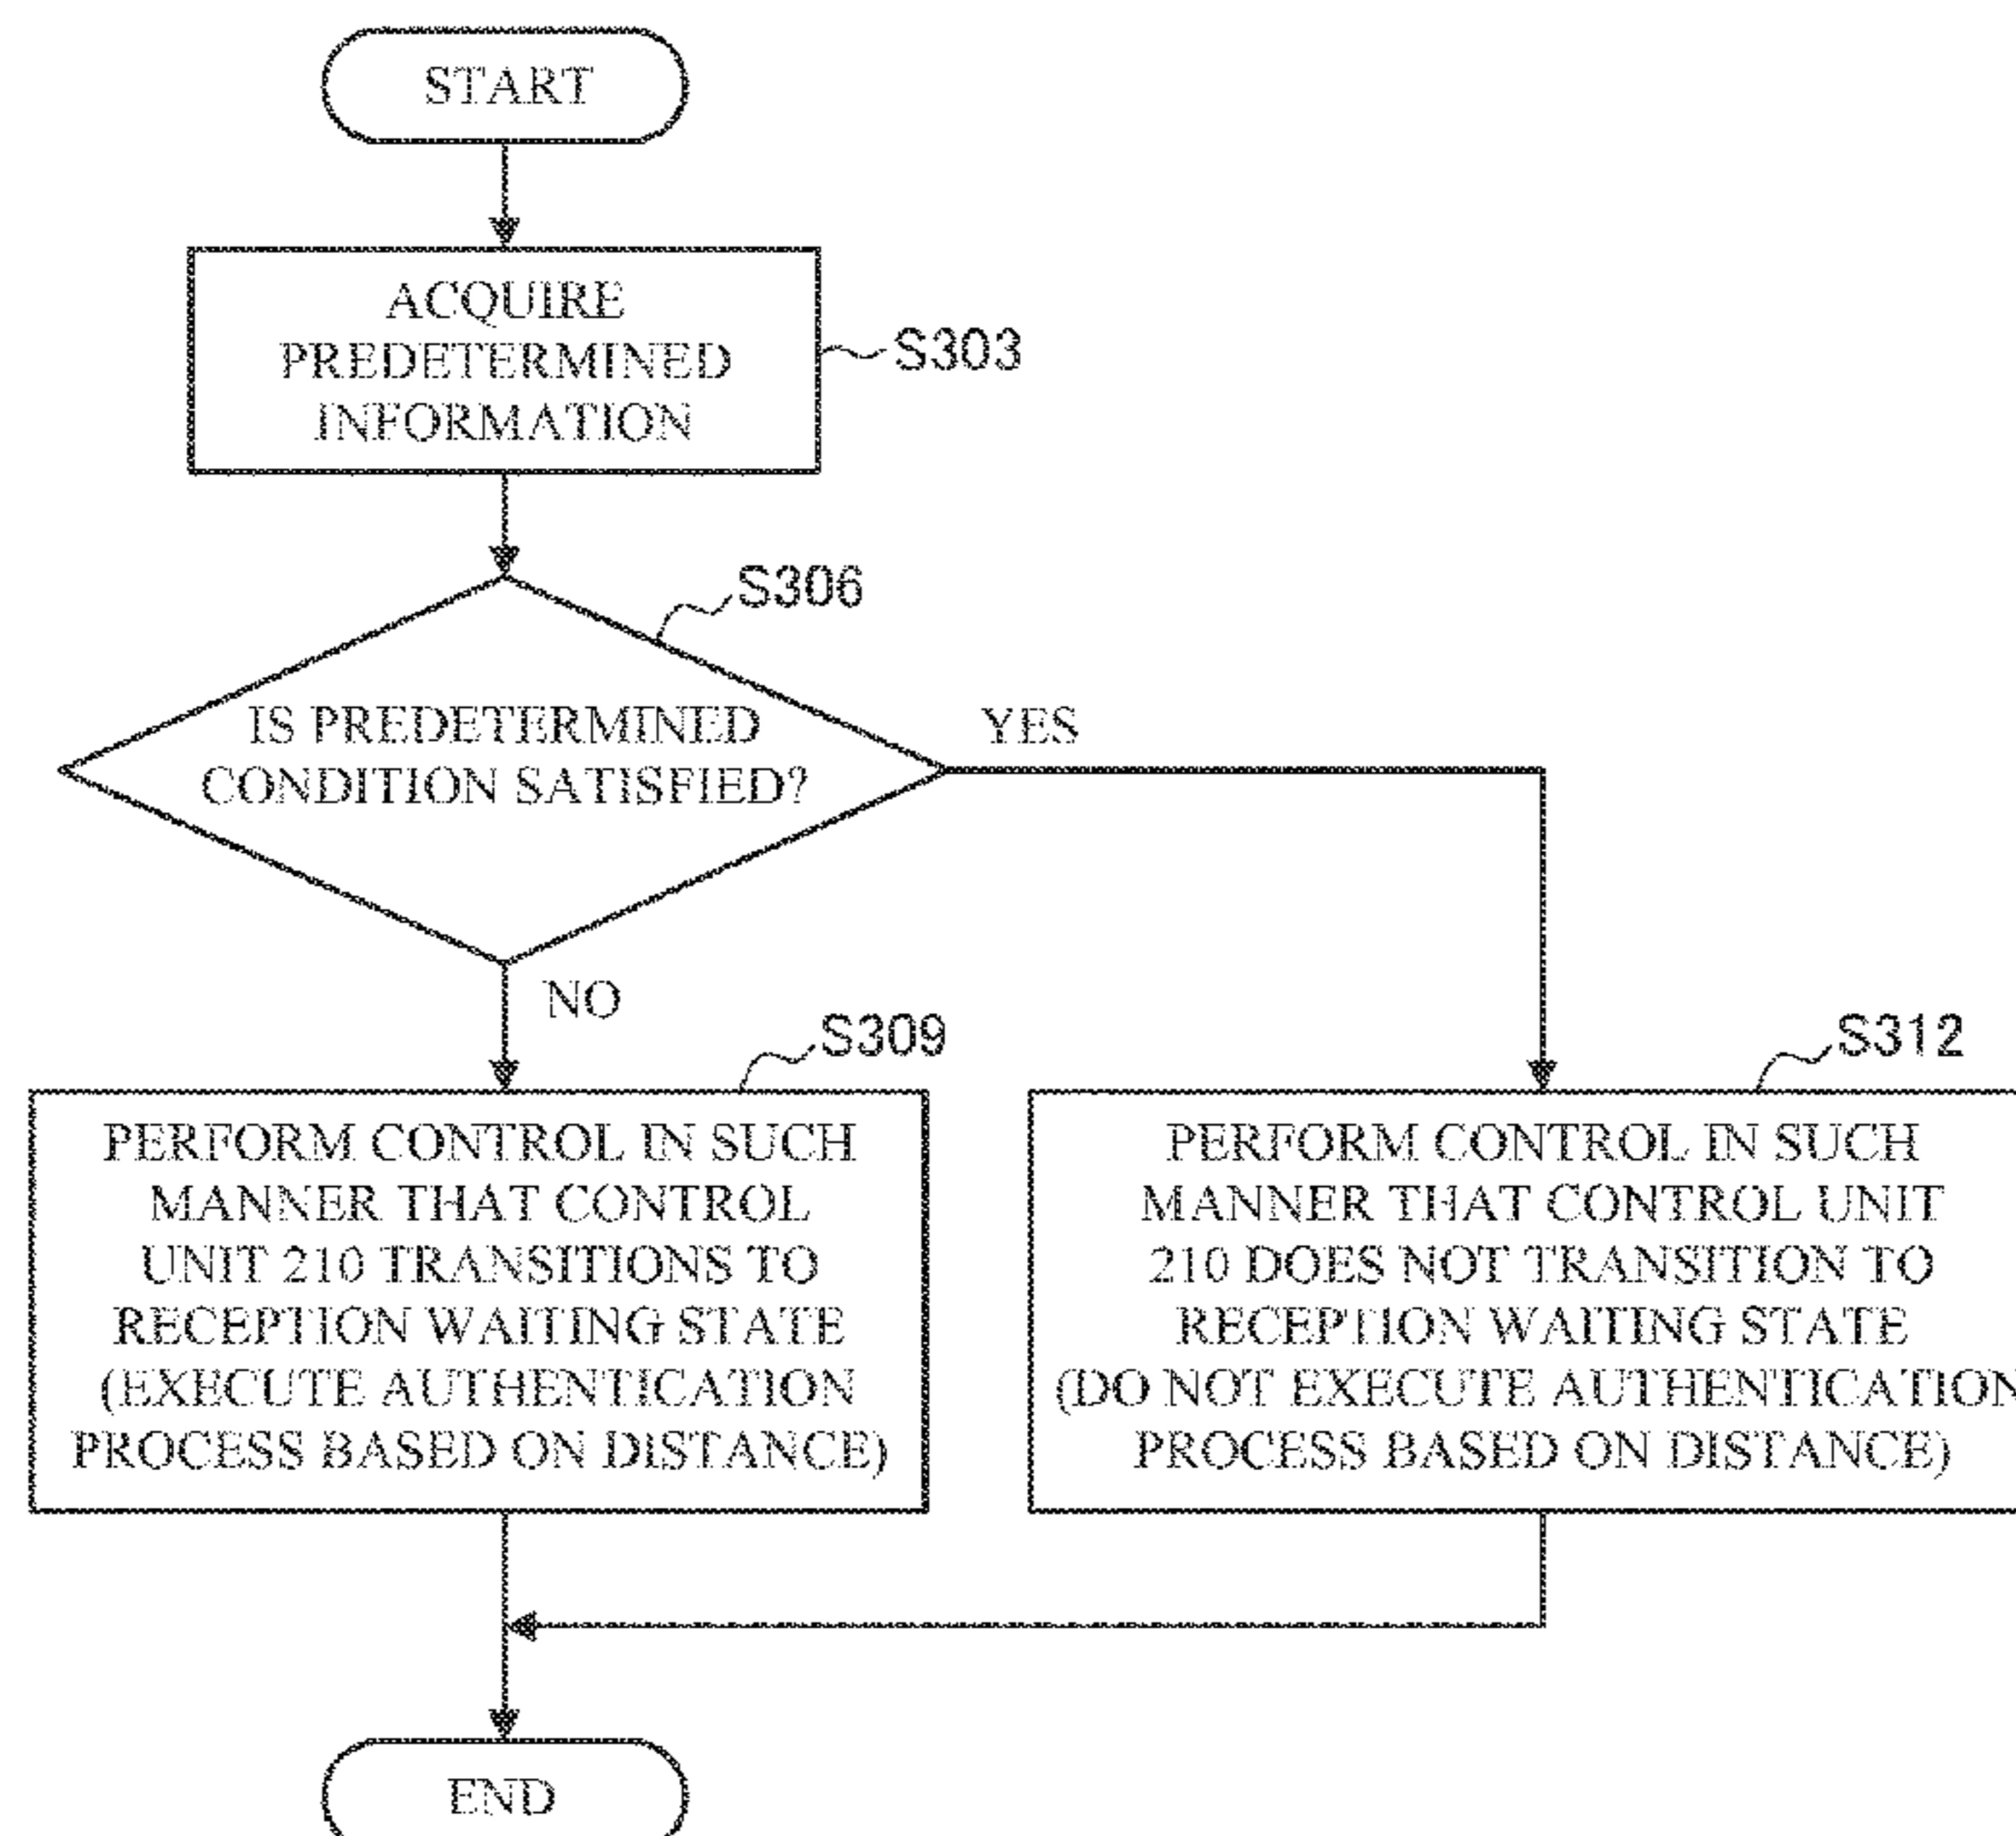 START
ACQUIRE
PREDETERMINED
INFORMATION
S303
S306
IS PREDETERMINED
CONDITION SATISFIED?
YES
NO
S309
PERFORM CONTROL IN SUCH
MANNER THAT CONTROL
UNIT 210 TRANSITIONS TO
RECEPTION WAITING STATE
(EXECUTE AUTHENTICATION
PROCESS BASED ON DISTANCE)
S312
PERFORM CONTROL IN SUCH
MANNER THAT CONTROL UNIT
210 DOES NOT TRANSITION TO
RECEPTION WAITING STATE
(DO NOT EXECUTE AUTHENTICATION
PROCESS BASED ON DISTANCE)
END